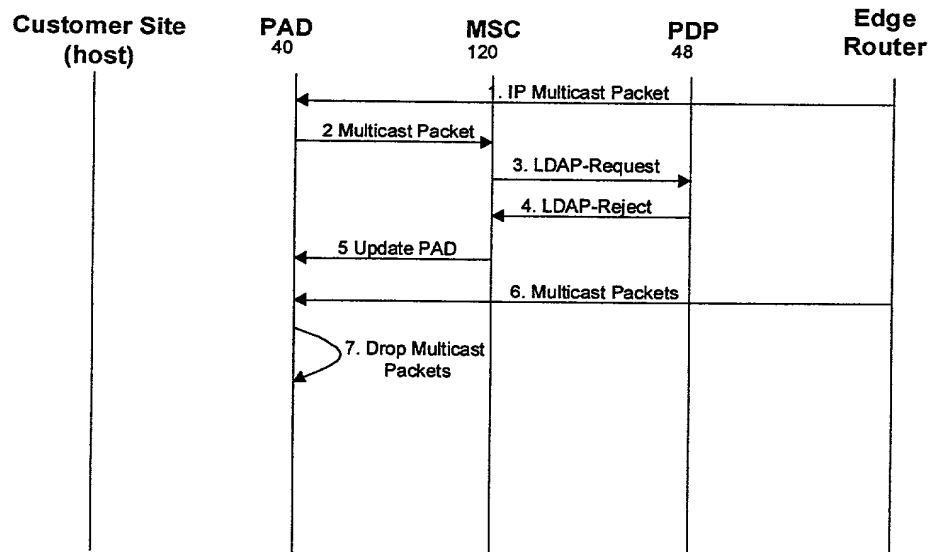 Customer Site
(host)
PAD
40
MSC
120
PDP
48
Edge
Router
1. IP Multicast Packet
2 Multicast Packet
3. LDAP-Request
4. LDAP-Reject
5 Update PAD
6. Multicast Packets
7. Drop Multicast
Packets